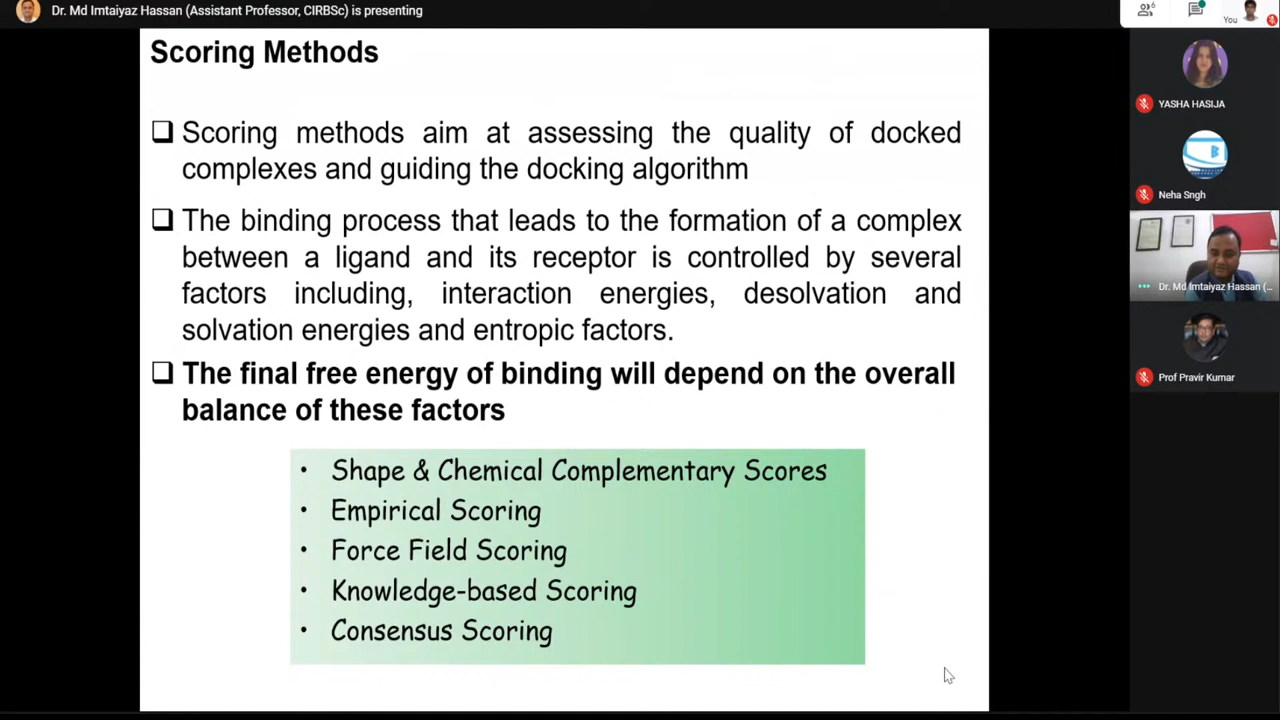 Dr. Md Imtaiyaz Hassan (Assistant Professor, CIRBSc) is presenting
6
You
Scoring Methods
❑ Scoring methods aim at assessing the quality of docked
complexes and guiding the docking algorithm
❑ The binding process that leads to the formation of a complex
between a ligand and its receptor is controlled by several
factors including, interaction energies, desolvation and
solvation energies and entropic factors.
❑ The final free energy of binding will depend on the overall
balance of these factors
• Shape & Chemical Complementary Scores
• Empirical Scoring
• Force Field Scoring
• Knowledge-based Scoring
• Consensus Scoring
YASHA HASIJA
Neha Sngh
Dr. Md Imtaiyaz Hassan (...
Prof Pravir Kumar